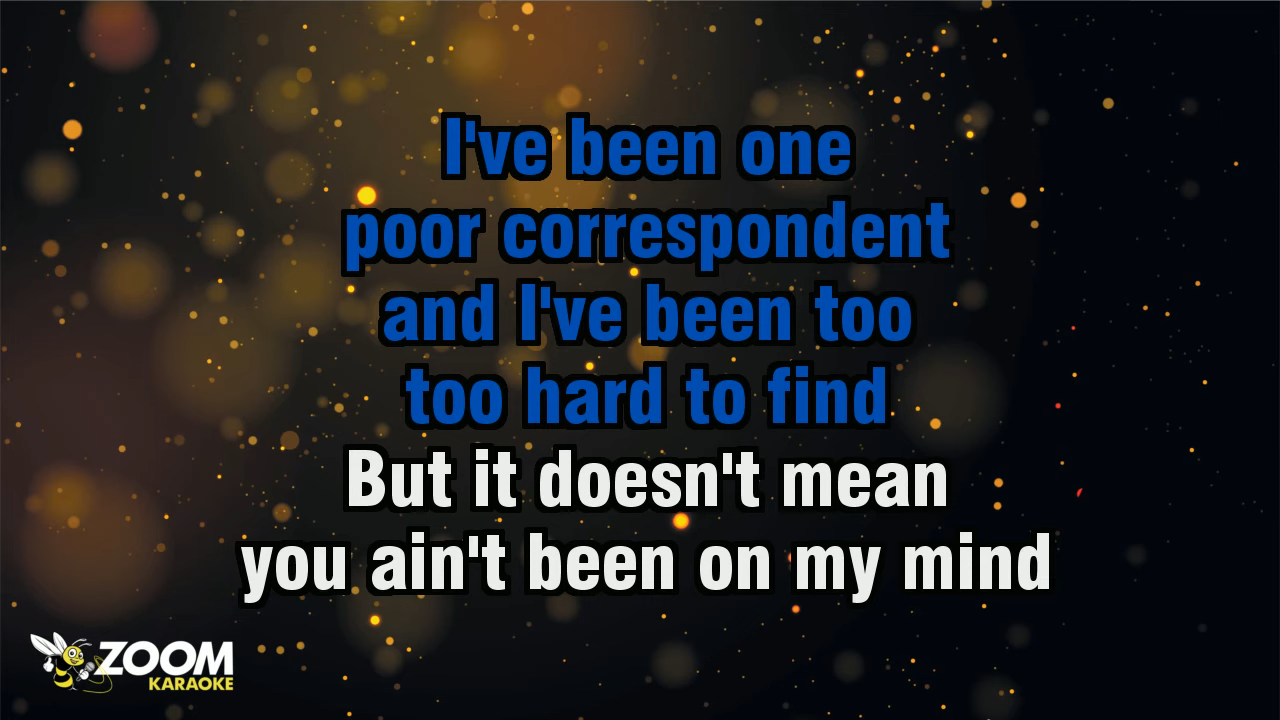 I've been one
poor correspondent
and I've been too
too hard to find
But it doesn't mean
you ain't been on my mind
ZOOM
KARAOKE